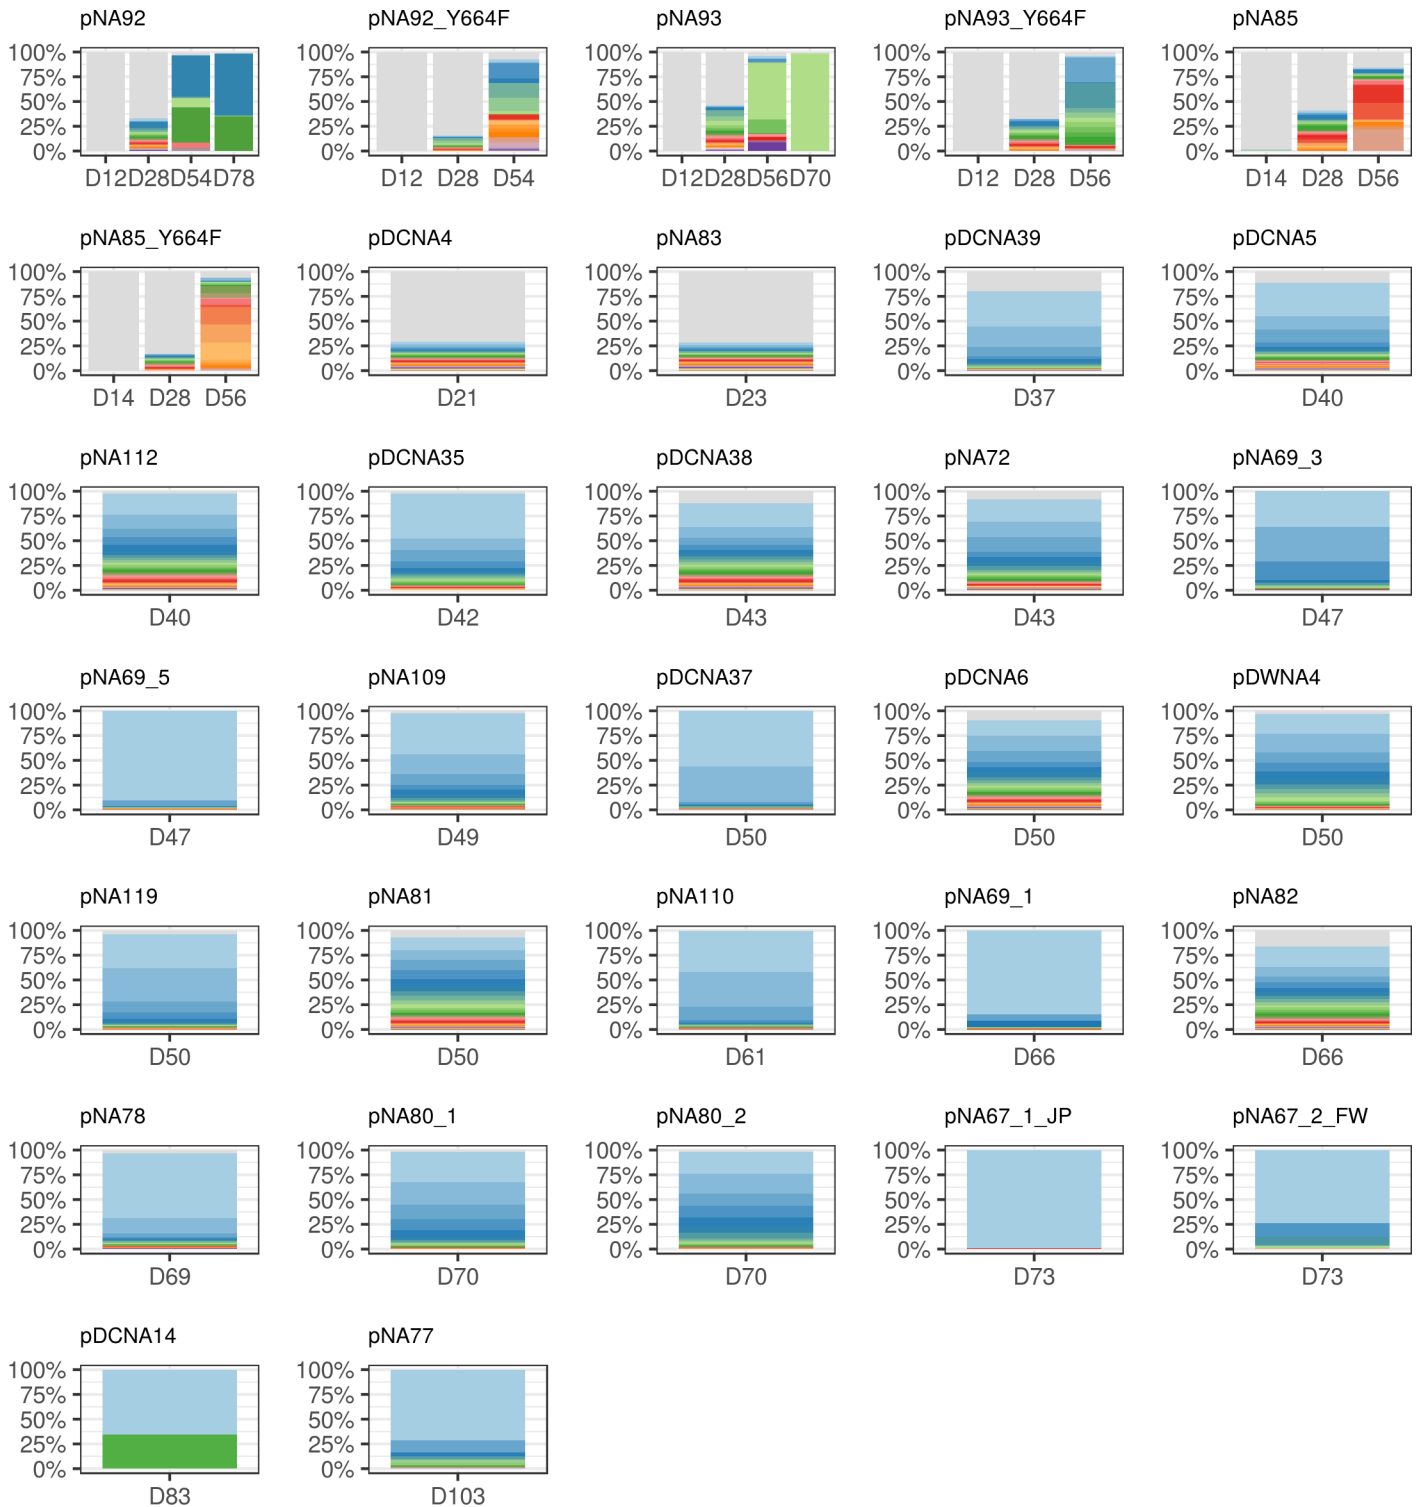 pNA92 pNA92_Y664F pNA93 pNA93_Y664F pNA85
100% 100% 100% 100% 100%
75% 75% 75% 75% 75%
50% 50% 50% 50% 50%
25% 25% 25% 25% 25%
0% 0% 0% 0% 0%
D12 D28 D54 D78 D12 D28 D54 D12 D28 D56 D70 D12 D28 D56 D14 D28 D56
pNA85_Y664F pDCNA4 pNA83 pDCNA39 pDCNA5
100% 100% 100% 100% 100%
75% 75% 75% 75% 75%
50% 50% 50% 50% 50%
25% 25% 25% 25% 25%
0% 0% 0% 0% 0%
D14 D28 D56 D21 D23 D37 D40
pNA112 pDCNA35 pDCNA38 pNA72 pNA69_3
100% 100% 100% 100% 100%
75% 75% 75% 75% 75%
50% 50% 50% 50% 50%
25% 25% 25% 25% 25%
0% 0% 0% 0% 0%
D40 D42 D43 D43 D47
pNA69_5 pNA109 pDCNA37 pDCNA6 pDWNA4
100% 100% 100% 100% 100%
75% 75% 75% 75% 75%
50% 50% 50% 50% 50%
25% 25% 25% 25% 25%
0% 0% 0% 0% 0%
D47 D49 D50 D50 D50
pNA119 pNA81 pNA110 pNA69_1 pNA82
100% 100% 100% 100% 100%
75% 75% 75% 75% 75%
50% 50% 50% 50% 50%
25% 25% 25% 25% 25%
0% 0% 0% 0% 0%
D50 D50 D61 D66 D66
pNA78 pNA80_1 pNA80_2 pNA67_1_JP pNA67_2_FW
100% 100% 100% 100% 100%
75% 75% 75% 75% 75%
50% 50% 50% 50% 50%
25% 25% 25% 25% 25%
0% 0% 0% 0% 0%
D69 D70 D70 D73 D73
pDCNA14 pNA77
100% 100%
75% 75%
50% 50%
25% 25%
0% 0%
D83 D103